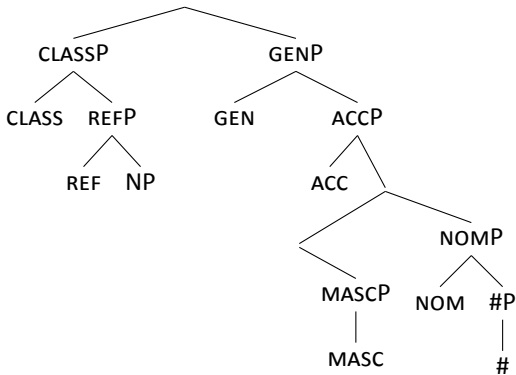 CLASSP GENP
CLASS REFP GEN ACCP
REF NP ACC
NOMP
MASCP NOM #P
MASC #